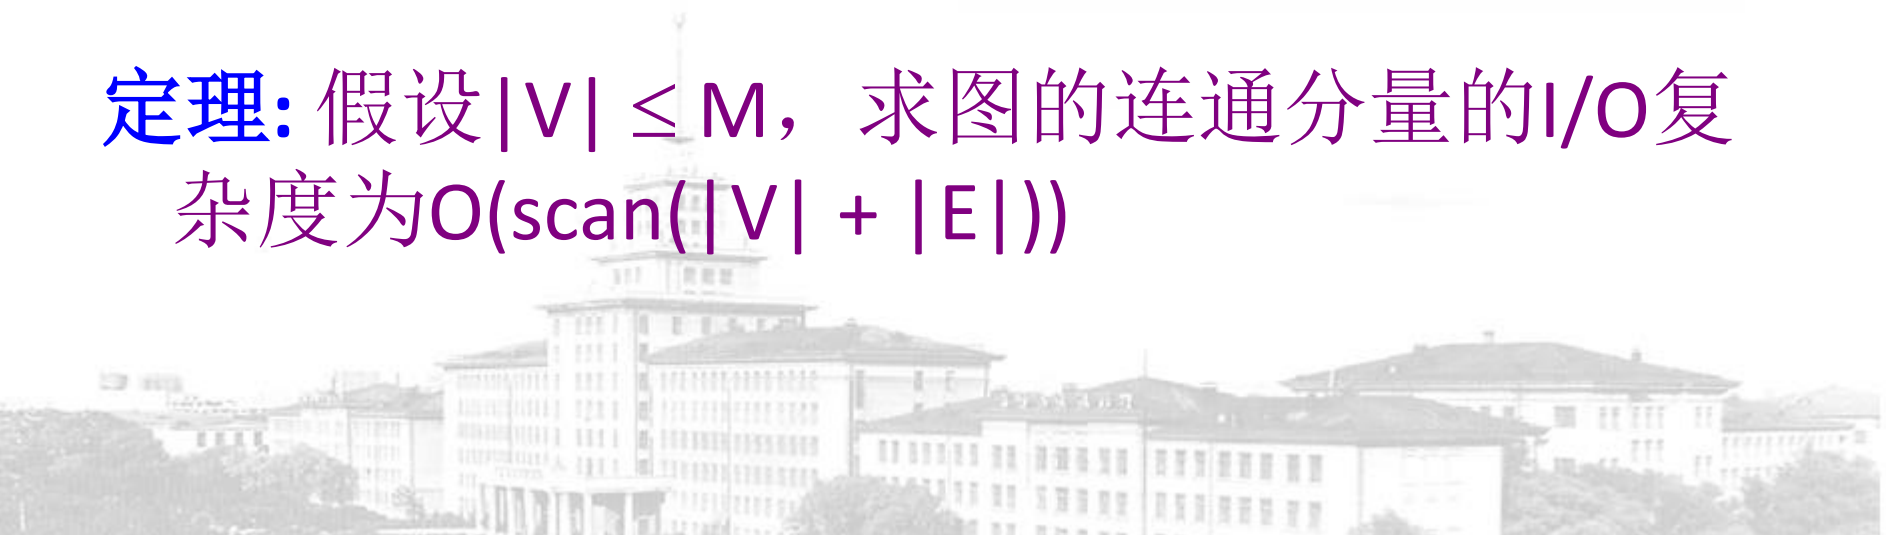 定理: 假设|V| ≤ M，求图的连通分量的I/O复
杂度为O(scan(|V| + |E|))